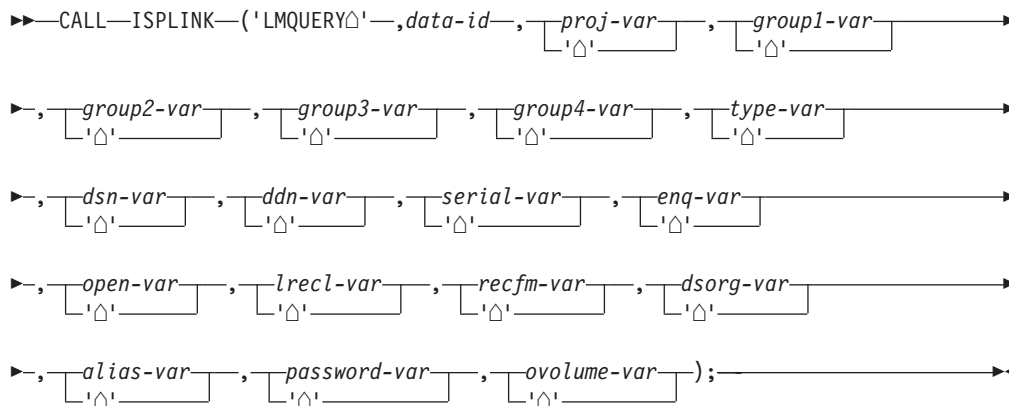 ►►—CALL—ISPLINK—('LMQUERY⌂'—,data-id—,—proj-var—,—group1-var—►
'⌂' '⌂'
►—,—group2-var—,—group3-var—,—group4-var—,—type-var—►
'⌂' '⌂' '⌂' '⌂'
►—,—dsn-var—,—ddn-var—,—serial-var—,—enq-var—►
'⌂' '⌂' '⌂' '⌂'
►—,—open-var—,—lrecl-var—,—recfm-var—,—dsorg-var—►
'⌂' '⌂' '⌂' '⌂'
►—,—alias-var—,—password-var—,—ovolume-var—);—►◄
'⌂' '⌂' '⌂'